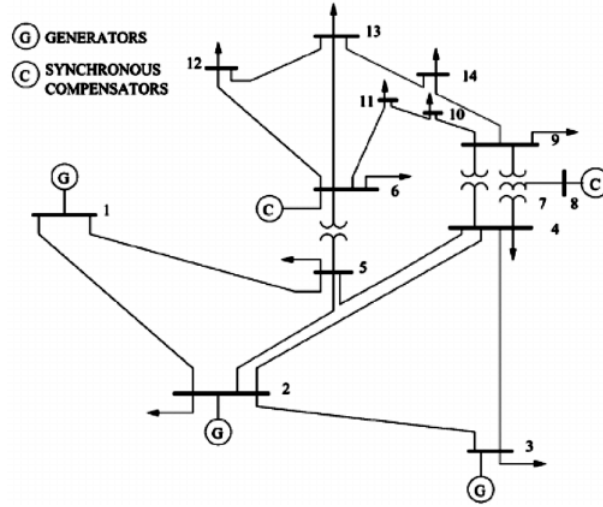 G GENERATORS
C SYNCHRONOUS
COMPENSATORS
13
12
14
11
10
9
G
C
6
7
8
C
1
4
5
2
G
3
G